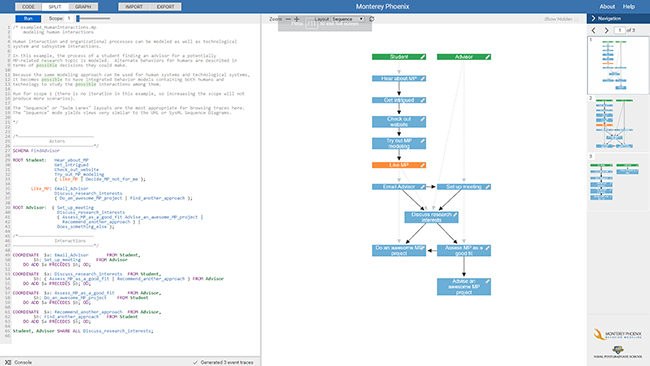 CODE
SPLIT
GRAPH
IMPORT
EXPORT
Monterey Phoenix
About
Help
Run
Scope: 1
Zoom
Layout
Sequence
Show Hidden
Navigation
1 of 3
/* example1_HumanInteractions.mp
modeling human interactions
Human interaction and organizational processes can be modeled as well as technological
system and subsystem interactions.
In this example, the process of a student finding an advisor for a potentially
MP-related research topic is modeled. Alternate behaviors for humans are described in
terms of possible decisions they could make.
Because the same modeling approach can be used for human systems and technological systems,
it becomes possible to have integrated behavior models containing both humans and
technology to study the possible interactions among them.
Run for scope 1 (there is no iteration in this example, so increasing the scope will not
produce more scenarios).
The "Sequence" or "Swim Lanes" layouts are the most appropriate for browsing traces here.
The "Sequence" mode yields views very similar to the UML or SysML Sequence diagrams.
*/
Actors
SCHEMA FindAdvisor
ROOT Student: Hear_about_MP
Get_intrigued
Check_out_website
Try_out_MP_modeling
( Like_MP | Decide_MP_not_for_me );
Like_MP: Email_Advisor
Discuss_research_interests
( Do_an_awesome_MP_project | Find_another_approach );
ROOT Advisor: ( Set_up_meeting
Discuss_research_interests
( Assess_MP_as_a_good_fit Advise_an_awesome_MP_project |
Recommend_another_approach ) |
Does_something_else );
Interactions
COORDINATE $a: Email_Advisor FROM Student,
$b: Set_up_meeting FROM Advisor
DO ADD $a PRECEDES $b; OD;
COORDINATE $a: Discuss_research_interests FROM Student,
$b: ( Assess_MP_as_a_good_fit | Recommend_another_approach ) FROM Advisor
DO ADD $a PRECEDES $b; OD;
COORDINATE $a: Assess_MP_as_a_good_fit FROM Advisor,
$b: Do_an_awesome_MP_project FROM Student
DO ADD $a PRECEDES $b; OD;
COORDINATE $a: Recommend_another_approach FROM Advisor,
$b: Find_another_approach FROM Student
DO ADD $a PRECEDES $b; OD;
Student, Advisor SHARE ALL Discuss_research_interests;
Student
Advisor
Hear about MP
Get intrigued
Check out
website
Try out MP
modeling
Like MP
Email Advisor
Set up meeting
Discuss research
interests
Do an awesome MP
project
Assess MP as a
good fit
Advise an
awesome MP
project
1
2
3
MONTEREY PHOENIX
BEHAVIOR MODELING
NAVAL POSTGRADUATE SCHOOL
Console
Generated 3 event traces